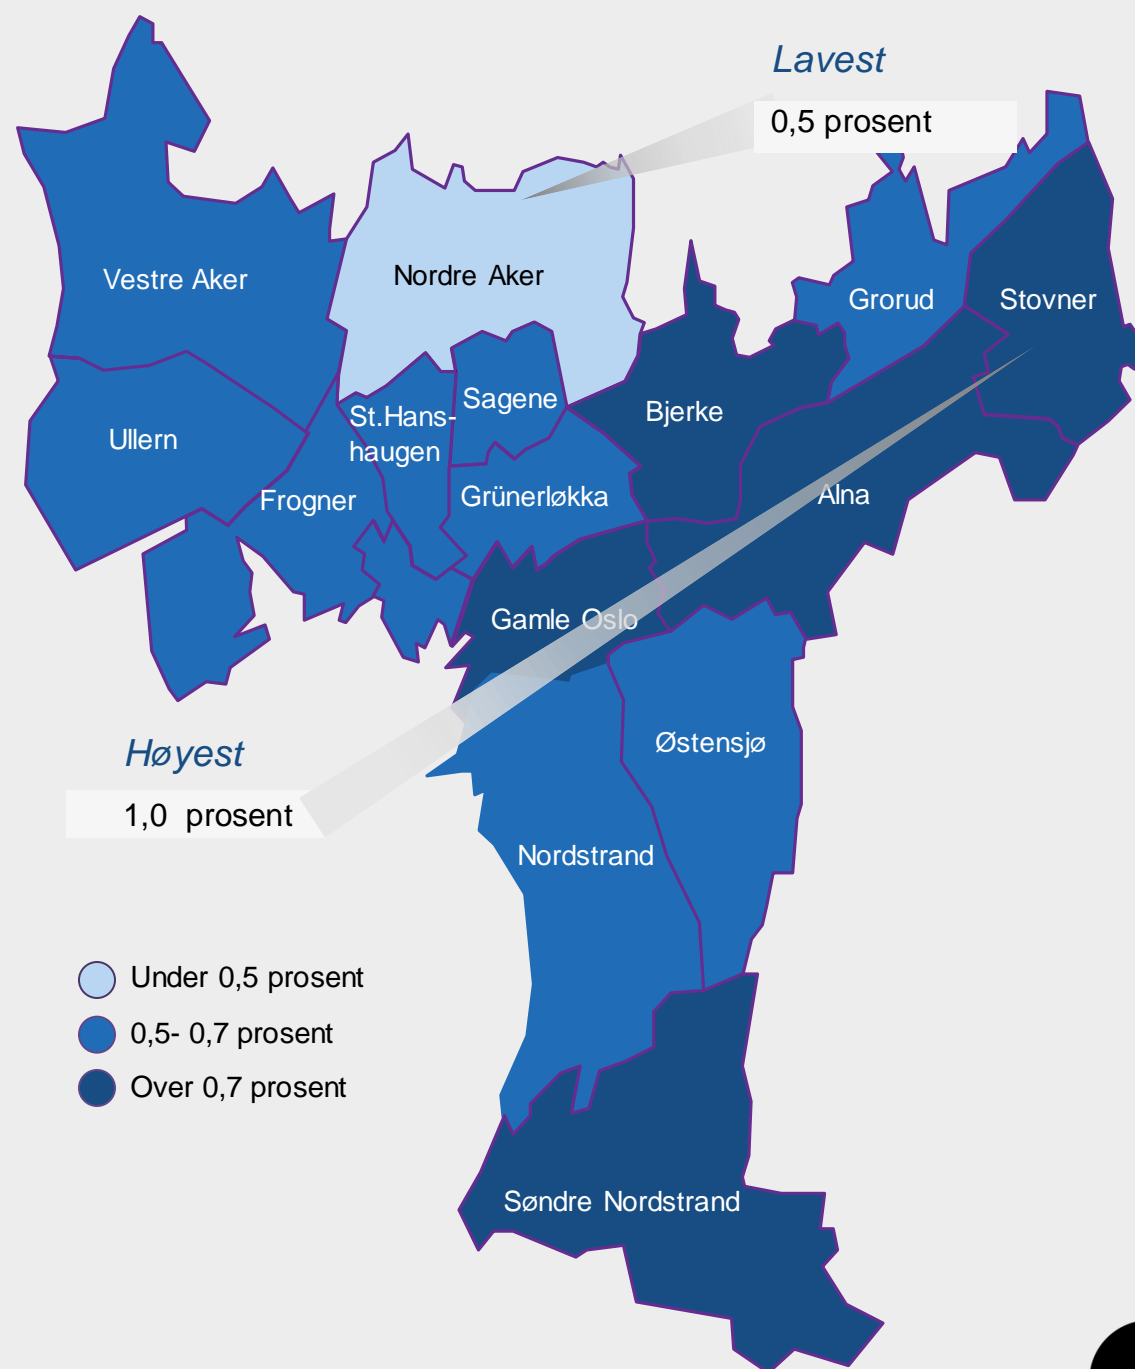 Lavest
0,5 prosent
Vestre Aker
Nordre Aker
Grorud
Stovner
Sagene
St.Hans-
haugen
Bjerke
Ullern
Frogner
Grünerløkka
Alna
Gamle Oslo
Østensjø
Høyest
1,0 prosent
Nordstrand
Under 0,5 prosent
0,5- 0,7 prosent
Over 0,7 prosent
Søndre Nordstrand